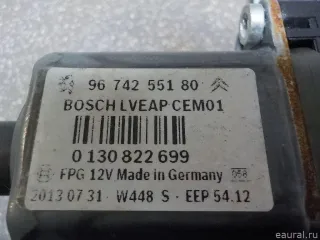 96 742 551 80
BOSCH LVEAP CEM01
0 130 822 699
FPG 12V Made in Germany
2013 07 31 - W448 S - EEP 54.12
eaural.ru